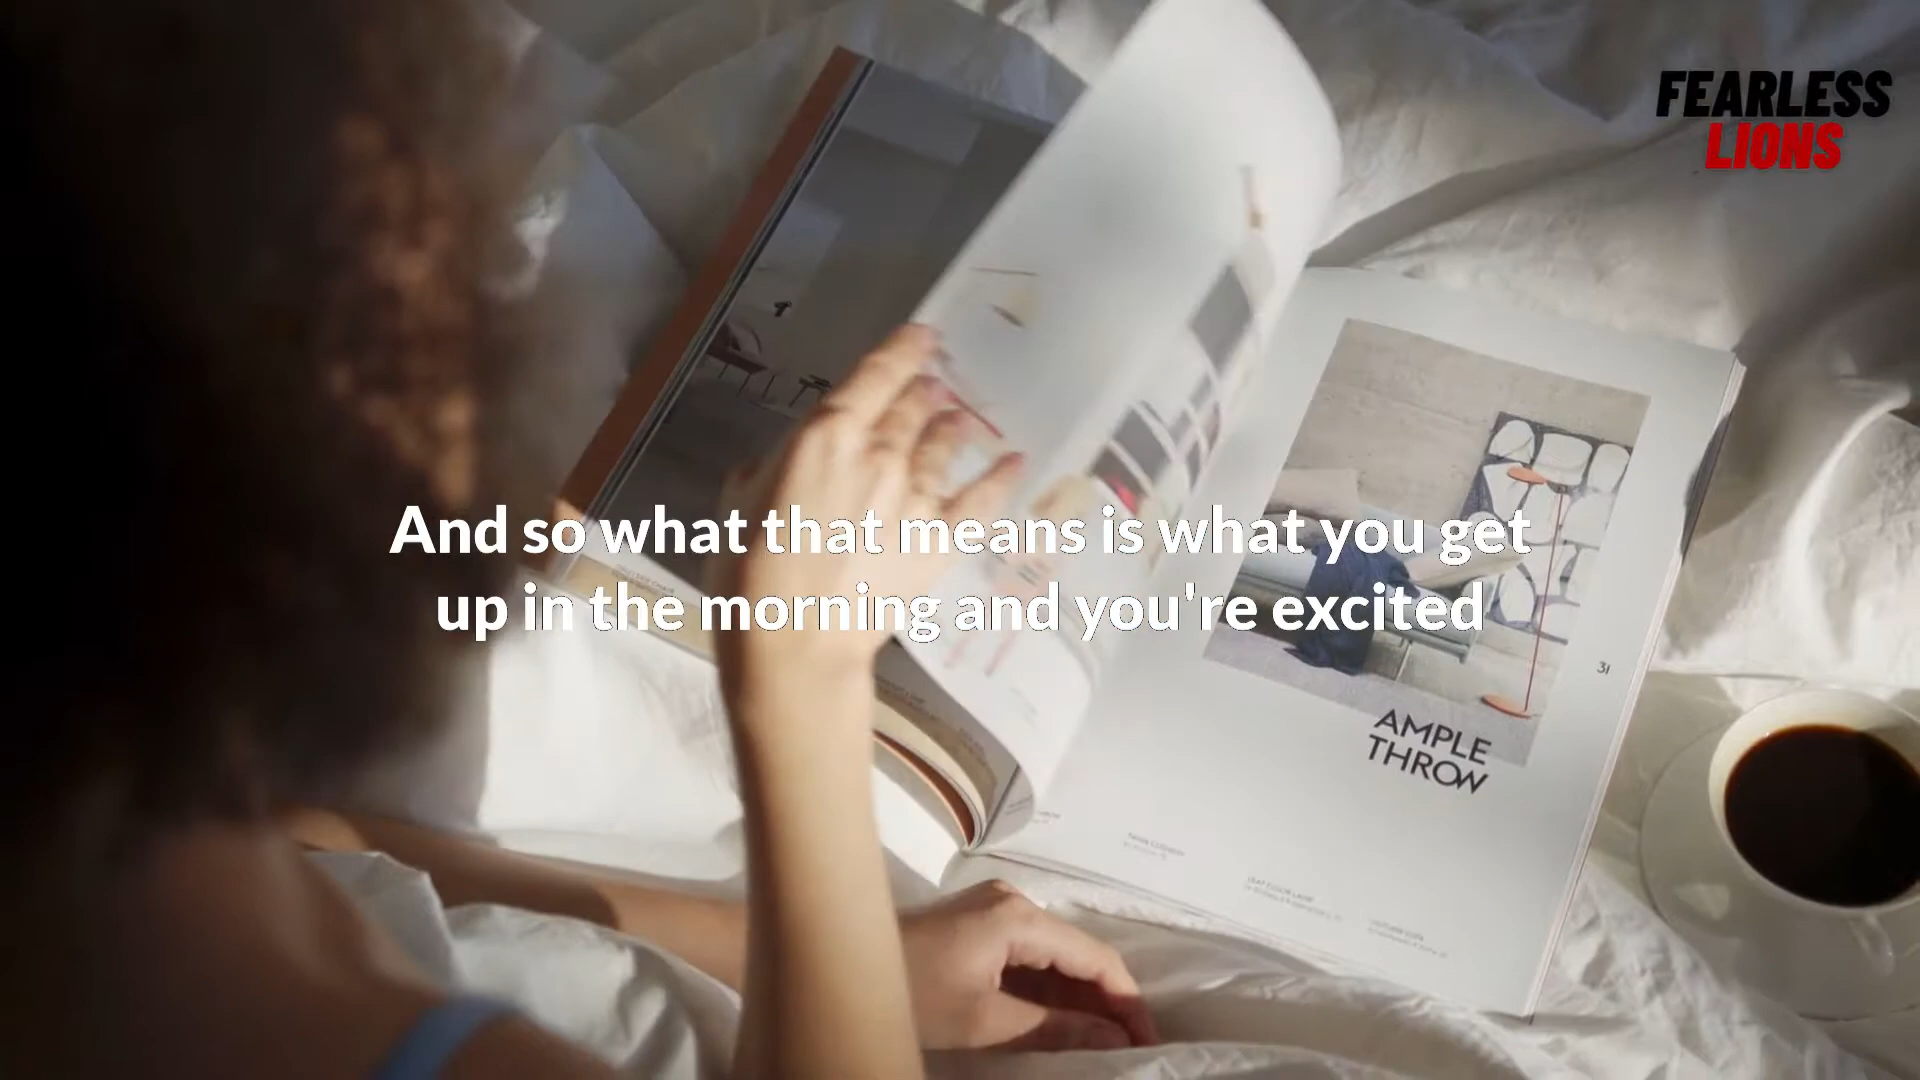 FEARLESS
LIONS
And so what that means is what you get
up in the morning and you're excited
31
AMPLE
THROW